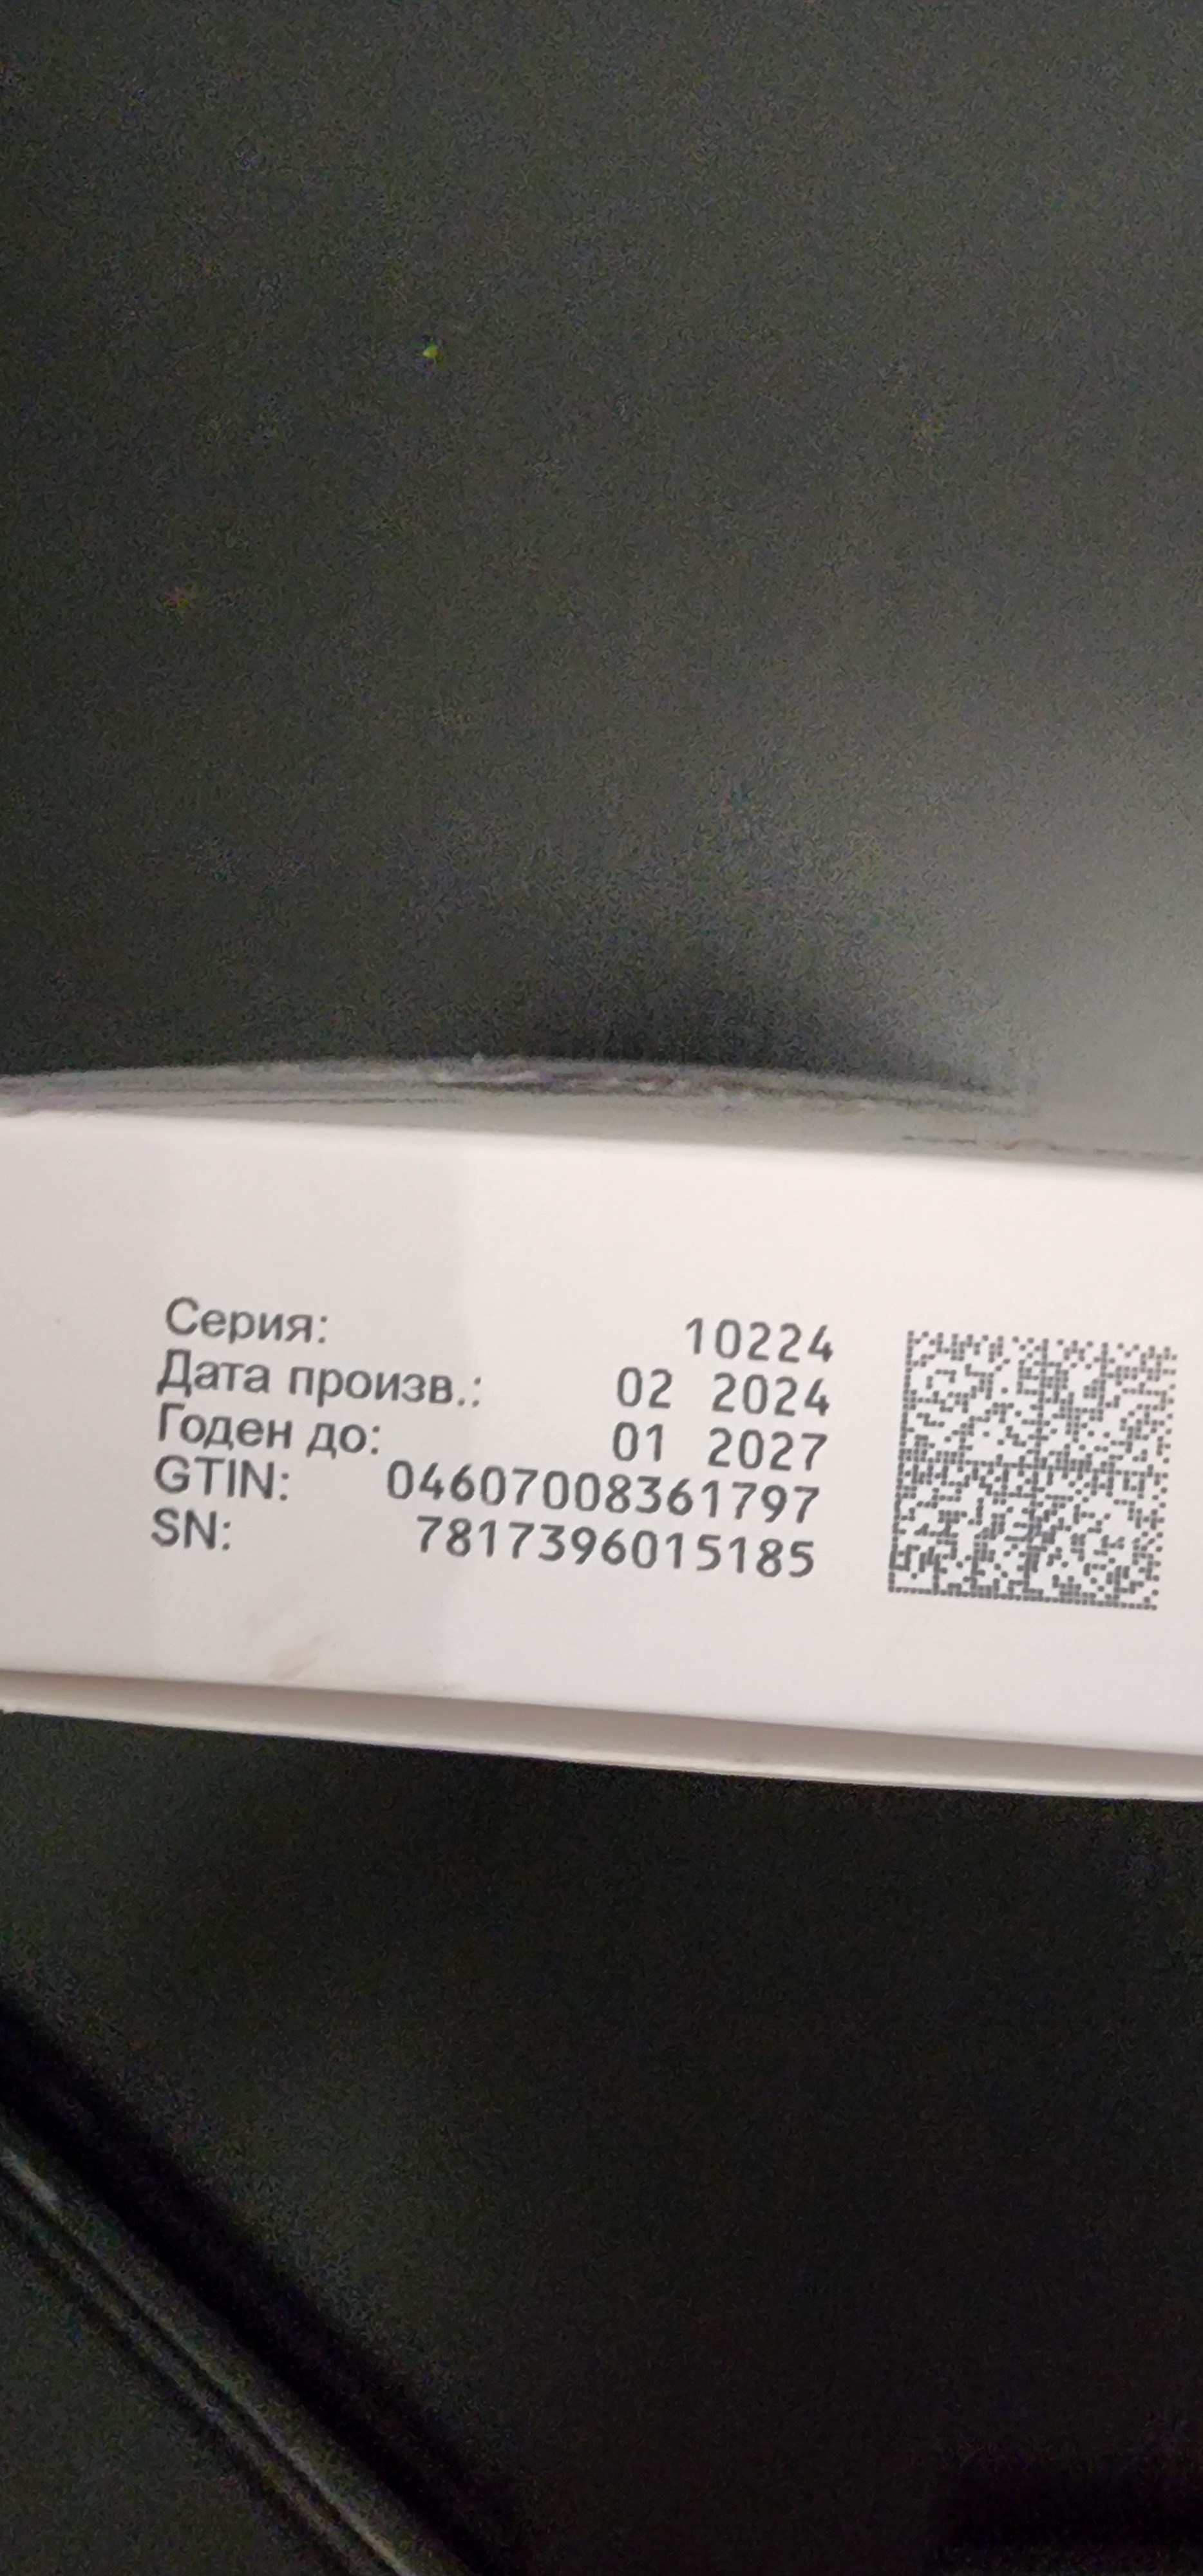 Серия: 10224
Дата произв.: 02 2024
Годен до: 01 2027
GTIN: 04607008361797
SN: 7817396015185